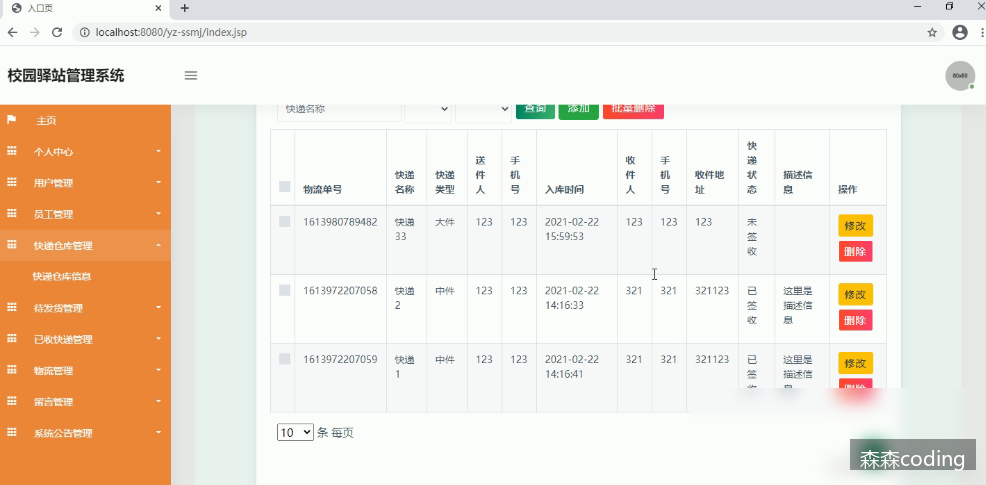 入口页
localhost:8080/yz-ssmj/index.jsp
校园驿站管理系统
60x60
主页
个人中心
用户管理
员工管理
快递仓库管理
快递仓库信息
待发货管理
已收快递管理
物流管理
留言管理
系统公告管理
快递名称
查询
添加
批量删除
物流单号 快递名称 快递类型 送件人 手机号 入库时间 收件人 手机号 收件地址 快递状态 描述信息 操作
1613980789482 快递33 大件 123 123 2021-02-22 15:59:53 123 123 123 未签收 修改 删除
1613972207058 快递2 中件 123 123 2021-02-22 14:16:33 321 321 321123 已签收 这里是描述信息 修改 删除
1613972207059 快递1 中件 123 123 2021-02-22 14:16:41 321 321 321123 已签收 这里是描述信息 修改 删除
10 条 每页
森森coding